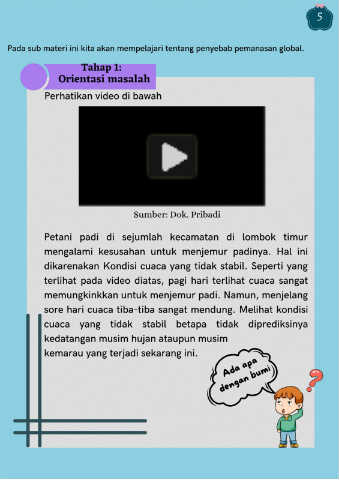 5
Pada sub materi ini kita akan mempelajari tentang penyebab pemanasan global.
Tahap 1:
Orientasi masalah
Perhatikan video di bawah
Sumber: Dok. Pribadi
Petani padi di sejumlah kecamatan di lombok timur
mengalami kesusahan untuk menjemur padinya. Hal ini
dikarenakan Kondisi cuaca yang tidak stabil. Seperti yang
terlihat pada video diatas, pagi hari terlihat cuaca sangat
memungkinkkan untuk menjemur padi. Namun, menjelang
sore hari cuaca tiba-tiba sangat mendung. Melihat kondisi
cuaca yang tidak stabil betapa tidak diprediksinya
kedatangan musim hujan ataupun musim
kemarau yang terjadi sekarang ini.
Ada apa
dengan bumi
?